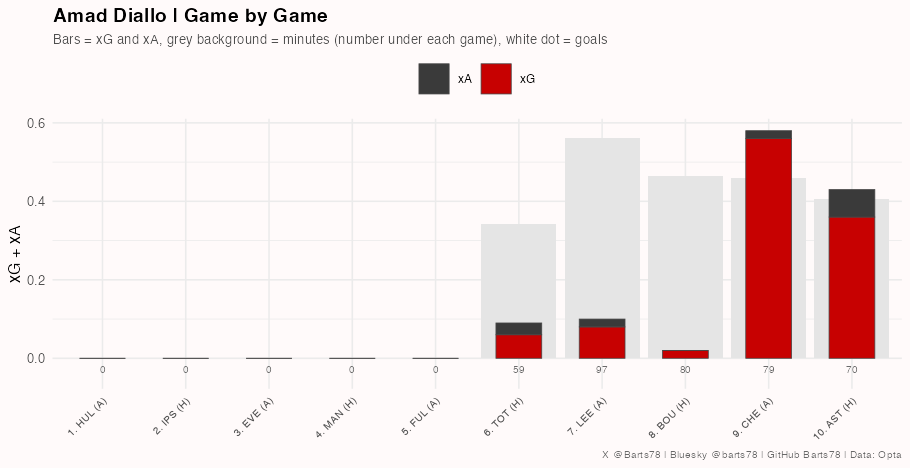 Amad Diallo | Game by Game
Bars = xG and xA, grey background = minutes (number under each game), white dot = goals
xA xG
xG + xA
0.6
0.4
0.2
0.0
0 0 0 0 0 59 97 80 79 70
1. HUL (A) 2. IPS (H) 3. EVE (A) 4. MAN (H) 5. FUL (A) 6. TOT (H) 7. LEE (A) 8. BOU (H) 9. CHE (A) 10. AST (H)
X @Barts78 | Bluesky @barts78 | GitHub Barts78 | Data: Opta